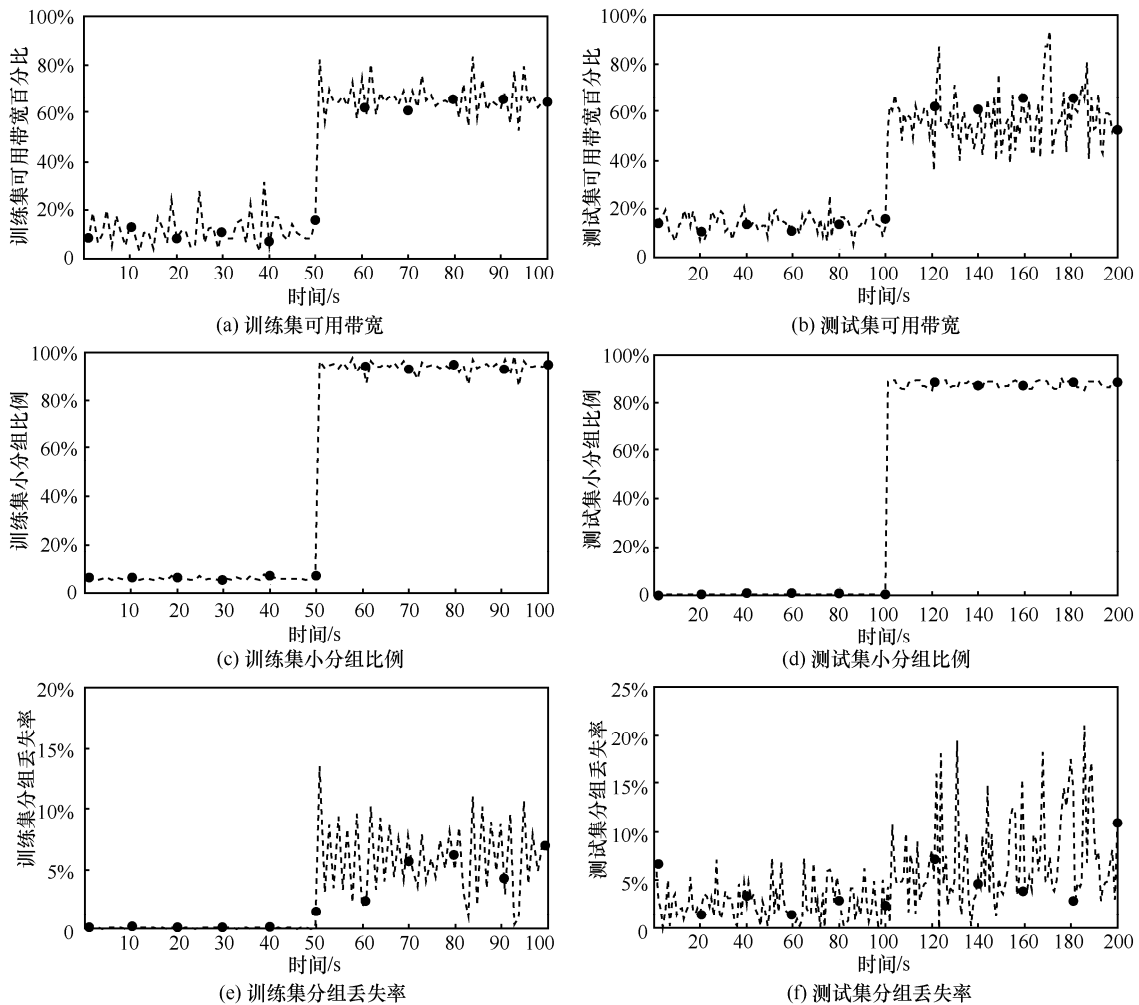 训练集可用带宽百分比
100%
80%
60%
40%
20%
0
10 20 30 40 50 60 70 80 90 100
时间/s
(a) 训练集可用带宽
测试集可用带宽百分比
100%
80%
60%
40%
20%
0
20 40 60 80 100 120 140 160 180 200
时间/s
(b) 测试集可用带宽
训练集小分组比例
100%
80%
60%
40%
20%
0
10 20 30 40 50 60 70 80 90 100
时间/s
(c) 训练集小分组比例
测试集小分组比例
100%
80%
60%
40%
20%
0
20 40 60 80 100 120 140 160 180 200
时间/s
(d) 测试集小分组比例
训练集分组丢失率
20%
15%
10%
5%
0
10 20 30 40 50 60 70 80 90 100
时间/s
(e) 训练集分组丢失率
测试集分组丢失率
25%
20%
15%
10%
5%
0
20 40 60 80 100 120 140 160 180 200
时间/s
(f) 测试集分组丢失率